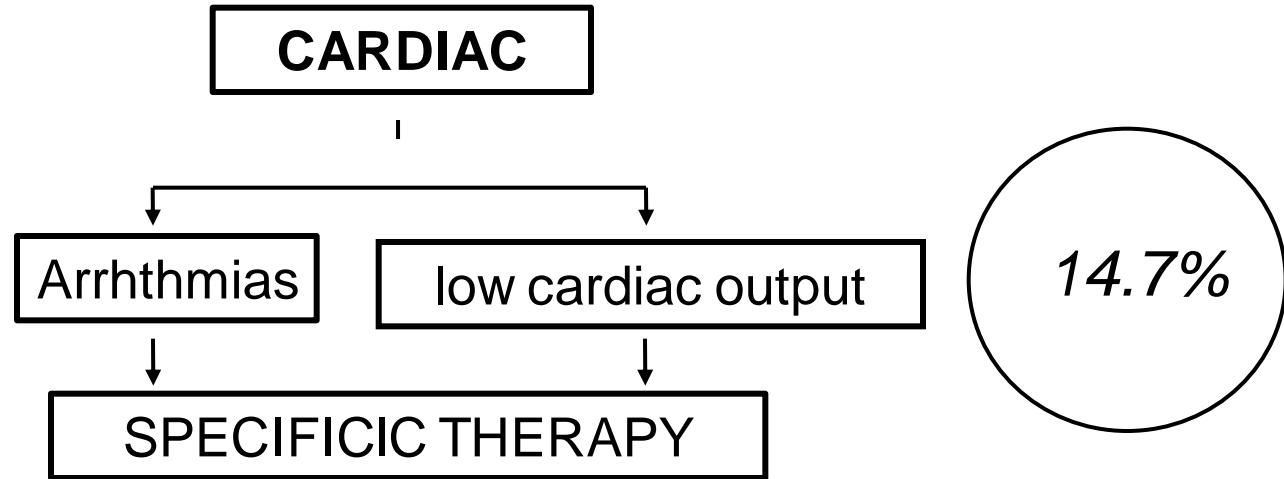 CARDIAC
Arrhthmias
low cardiac output
14.7%
SPECIFICIC THERAPY